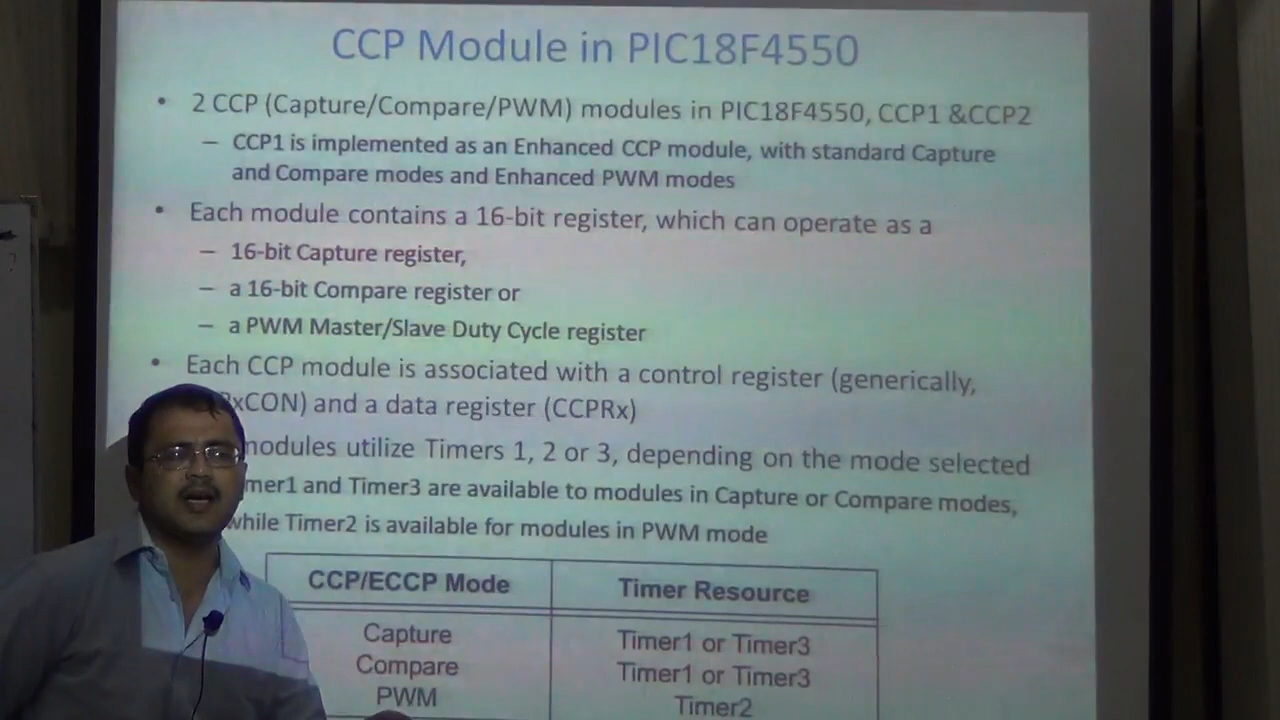 CCP Module in PIC18F4550
• 2 CCP (Capture/Compare/PWM) modules in PIC18F4550, CCP1 &CCP2
– CCP1 is implemented as an Enhanced CCP module, with standard Capture
and Compare modes and Enhanced PWM modes
• Each module contains a 16-bit register, which can operate as a
– 16-bit Capture register,
– a 16-bit Compare register or
– a PWM Master/Slave Duty Cycle register
• Each CCP module is associated with a control register (generically,
xCON) and a data register (CCPRx)
modules utilize Timers 1, 2 or 3, depending on the mode selected
mer1 and Timer3 are available to modules in Capture or Compare modes,
while Timer2 is available for modules in PWM mode
CCP/ECCP Mode Timer Resource
Capture Timer1 or Timer3
Compare Timer1 or Timer3
PWM Timer2